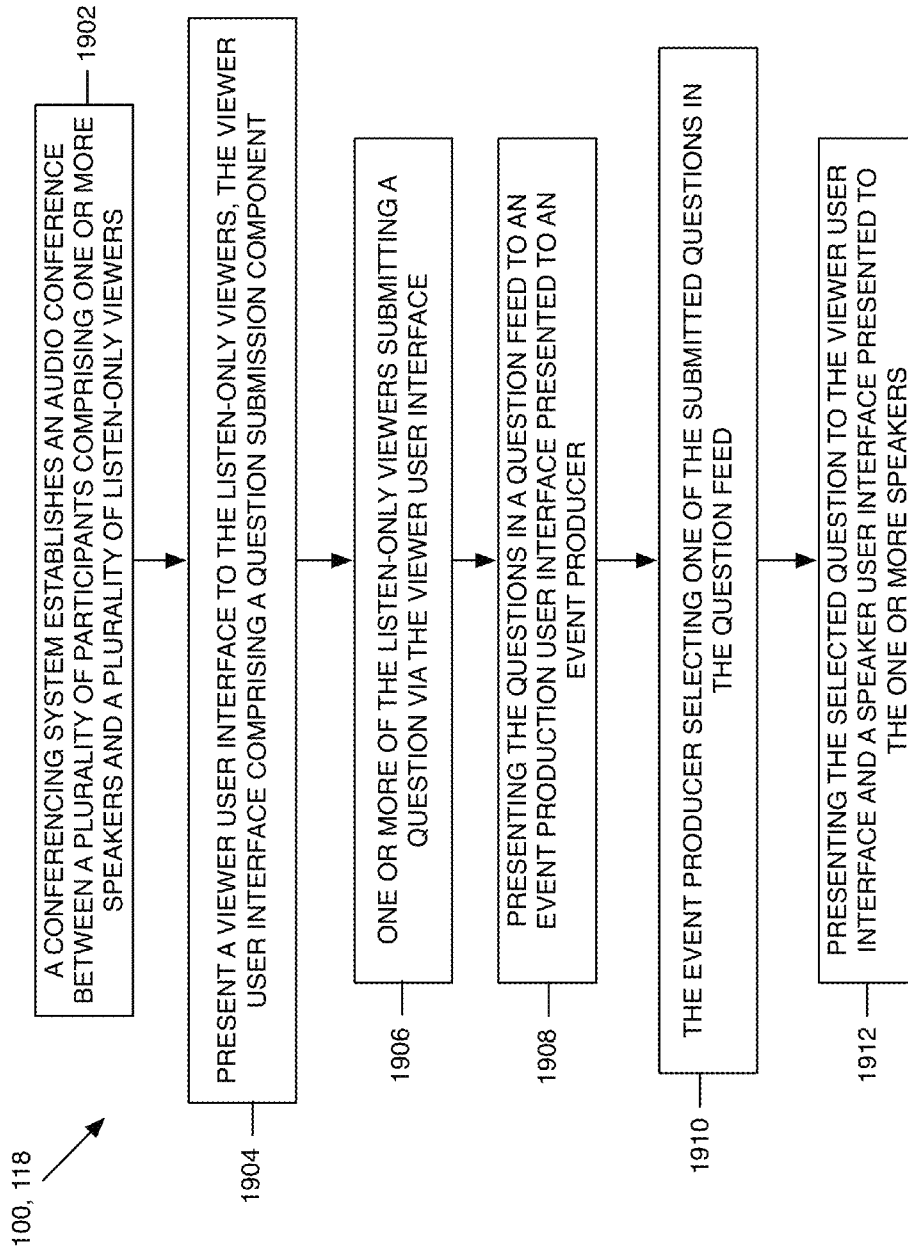 100, 118
A CONFERENCING SYSTEM ESTABLISHES AN AUDIO CONFERENCE
BETWEEN A PLURALITY OF PARTICIPANTS COMPRISING ONE OR MORE
SPEAKERS AND A PLURALITY OF LISTEN-ONLY VIEWERS
1902
PRESENT A VIEWER USER INTERFACE TO THE LISTEN-ONLY VIEWERS, THE VIEWER
USER INTERFACE COMPRISING A QUESTION SUBMISSION COMPONENT
1904
ONE OR MORE OF THE LISTEN-ONLY VIEWERS SUBMITTING A
QUESTION VIA THE VIEWER USER INTERFACE
1906
PRESENTING THE QUESTIONS IN A QUESTION FEED TO AN
EVENT PRODUCTION USER INTERFACE PRESENTED TO AN
EVENT PRODUCER
1908
THE EVENT PRODUCER SELECTING ONE OF THE SUBMITTED QUESTIONS IN
THE QUESTION FEED
1910
PRESENTING THE SELECTED QUESTION TO THE VIEWER USER
INTERFACE AND A SPEAKER USER INTERFACE PRESENTED TO
THE ONE OR MORE SPEAKERS
1912